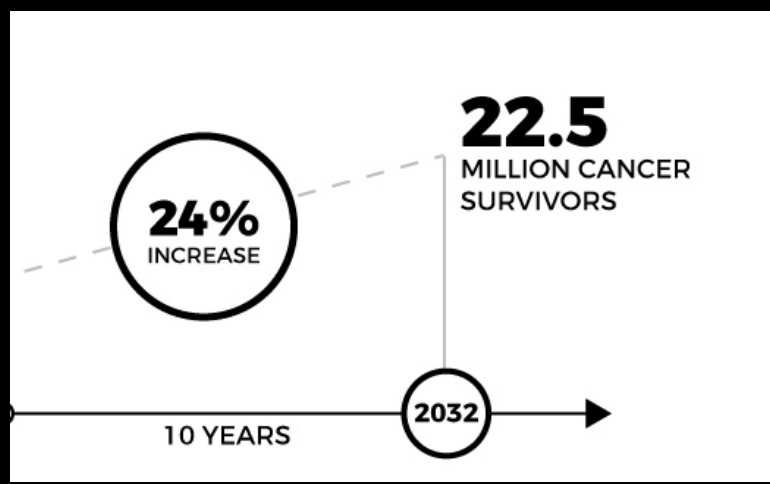 22.5
MILLION CANCER
SURVIVORS
24%
INCREASE
2032
10 YEARS